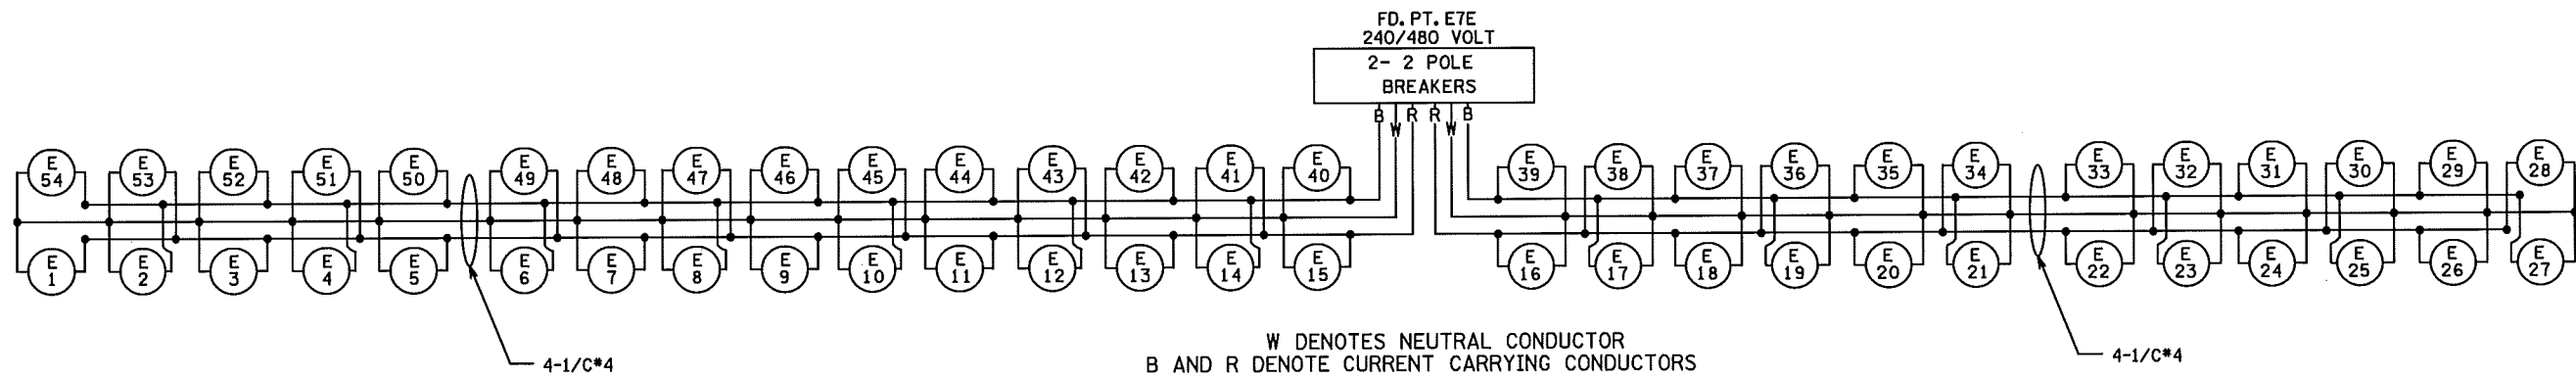 FD. PT. E7E
240/480 VOLT
2- 2 POLE
BREAKERS
B W R R W B
E 54
E 53
E 52
E 51
E 50
E 49
E 48
E 47
E 46
E 45
E 44
E 43
E 42
E 41
E 40
E 39
E 38
E 37
E 36
E 35
E 34
E 33
E 32
E 31
E 30
E 29
E 28
E 1
E 2
E 3
E 4
E 5
E 6
E 7
E 8
E 9
E 10
E 11
E 12
E 13
E 14
E 15
E 16
E 17
E 18
E 19
E 20
E 21
E 22
E 23
E 24
E 25
E 26
E 27
4-1/C#4
W DENOTES NEUTRAL CONDUCTOR
B AND R DENOTE CURRENT CARRYING CONDUCTORS
4-1/C#4